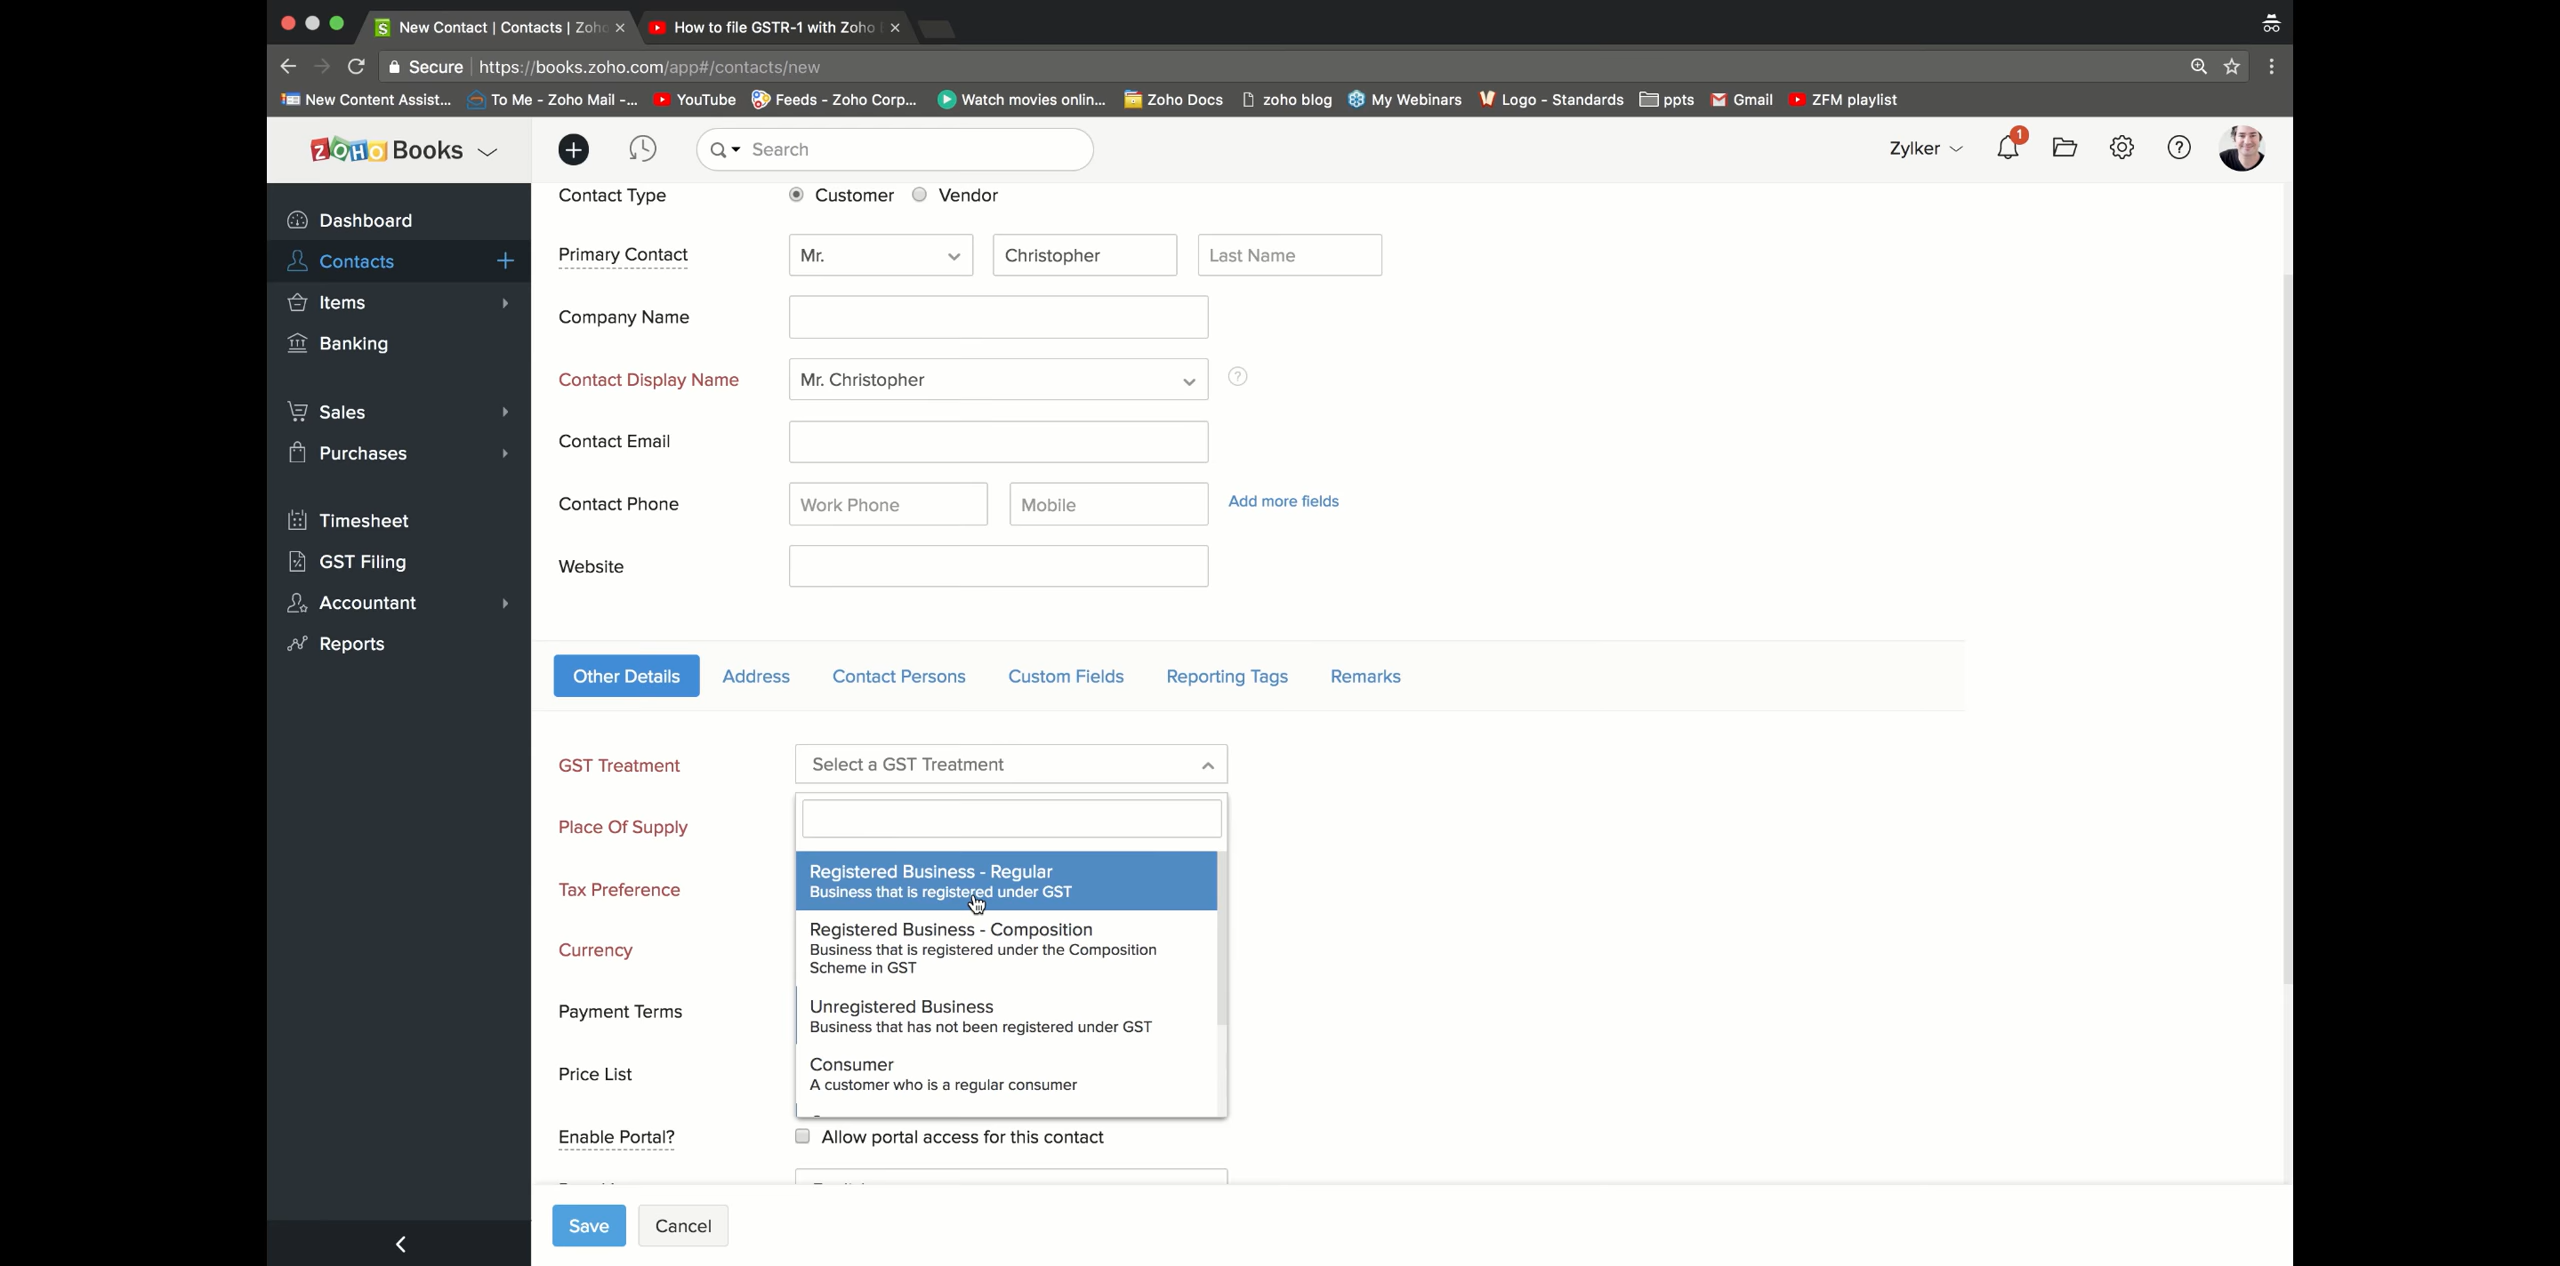 New Contact | Contacts | Zoho
How to file GSTR-1 with Zoho
Secure
https://books.zoho.com/app#/contacts/new
New Content Assist...
To Me - Zoho Mail -...
YouTube
Feeds - Zoho Corp...
Watch movies onlin...
Zoho Docs
zoho blog
My Webinars
Logo - Standards
ppts
Gmail
ZFM playlist
ZOHO Books
Search
Zylker
1
Dashboard
Contacts
Items
Banking
Sales
Purchases
Timesheet
GST Filing
Accountant
Reports
Contact Type
Customer
Vendor
Primary Contact
Mr.
Christopher
Last Name
Company Name
Contact Display Name
Mr. Christopher
Contact Email
Contact Phone
Work Phone
Mobile
Add more fields
Website
Other Details
Address
Contact Persons
Custom Fields
Reporting Tags
Remarks
GST Treatment
Select a GST Treatment
Place Of Supply
Tax Preference
Currency
Payment Terms
Price List
Registered Business - Regular
Business that is registered under GST
Registered Business - Composition
Business that is registered under the Composition
Scheme in GST
Unregistered Business
Business that has not been registered under GST
Consumer
A customer who is a regular consumer
Enable Portal?
Allow portal access for this contact
Save
Cancel